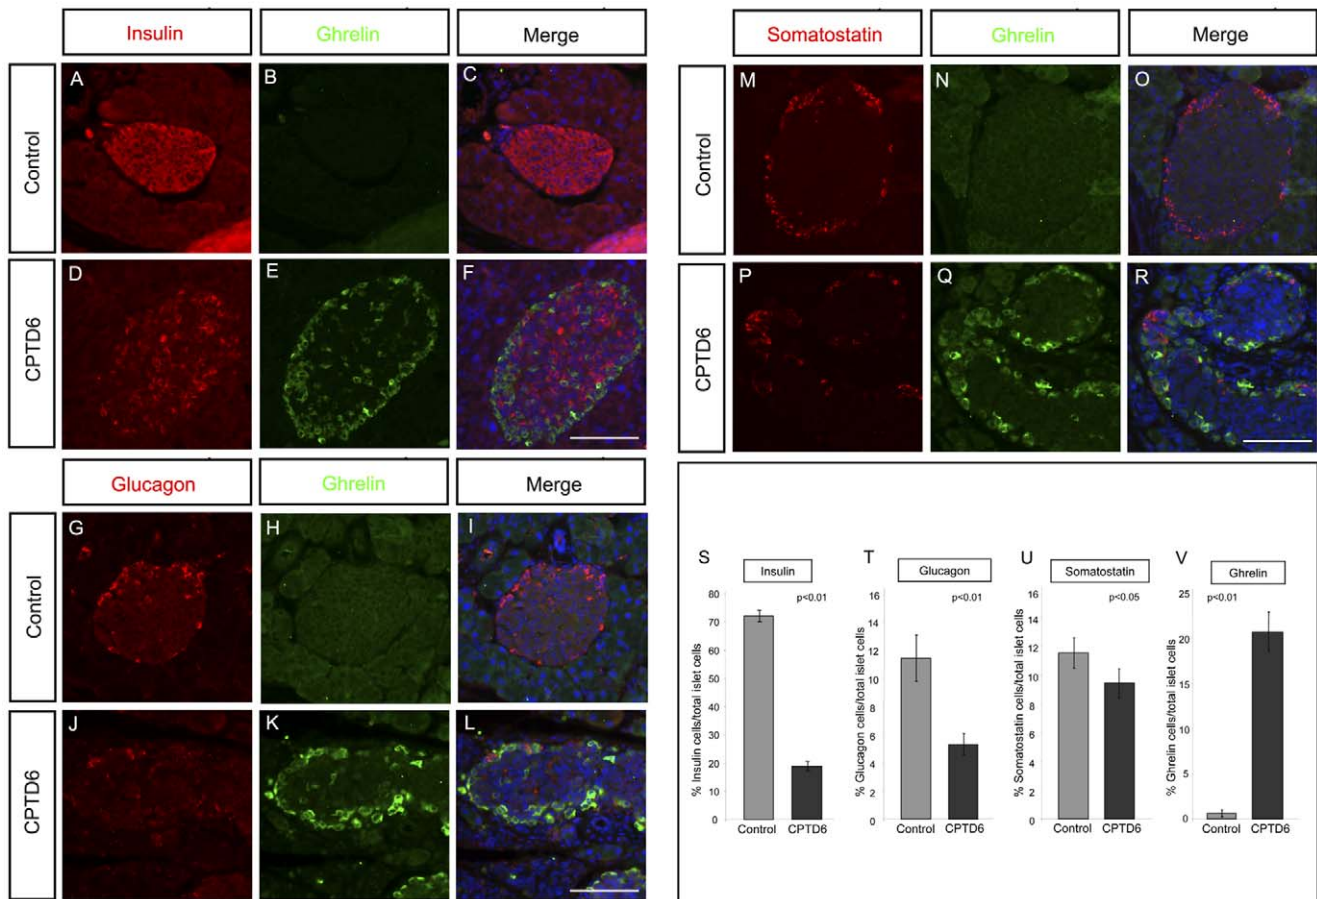 Insulin Ghrelin Merge
Control
A B C
CPTD6
D E F
Glucagon Ghrelin Merge
Control
G H I
CPTD6
J K L
Somatostatin Ghrelin Merge
Control
M N O
CPTD6
P Q R
S
Insulin
p<0.01
% Insulin cells/total islet cells
80
70
60
50
40
30
20
10
0
Control CPTD6
T
Glucagon
p<0.01
% Glucagon cells/total islet cells
16
14
12
10
8
6
4
2
0
Control CPTD6
U
Somatostatin
p<0.05
% Somatostatin cells/total islet cells
16
14
12
10
8
6
4
2
0
Control CPTD6
V
Ghrelin
p<0.01
% Ghrelin cells/total islet cells
25
20
15
10
5
0
Control CPTD6